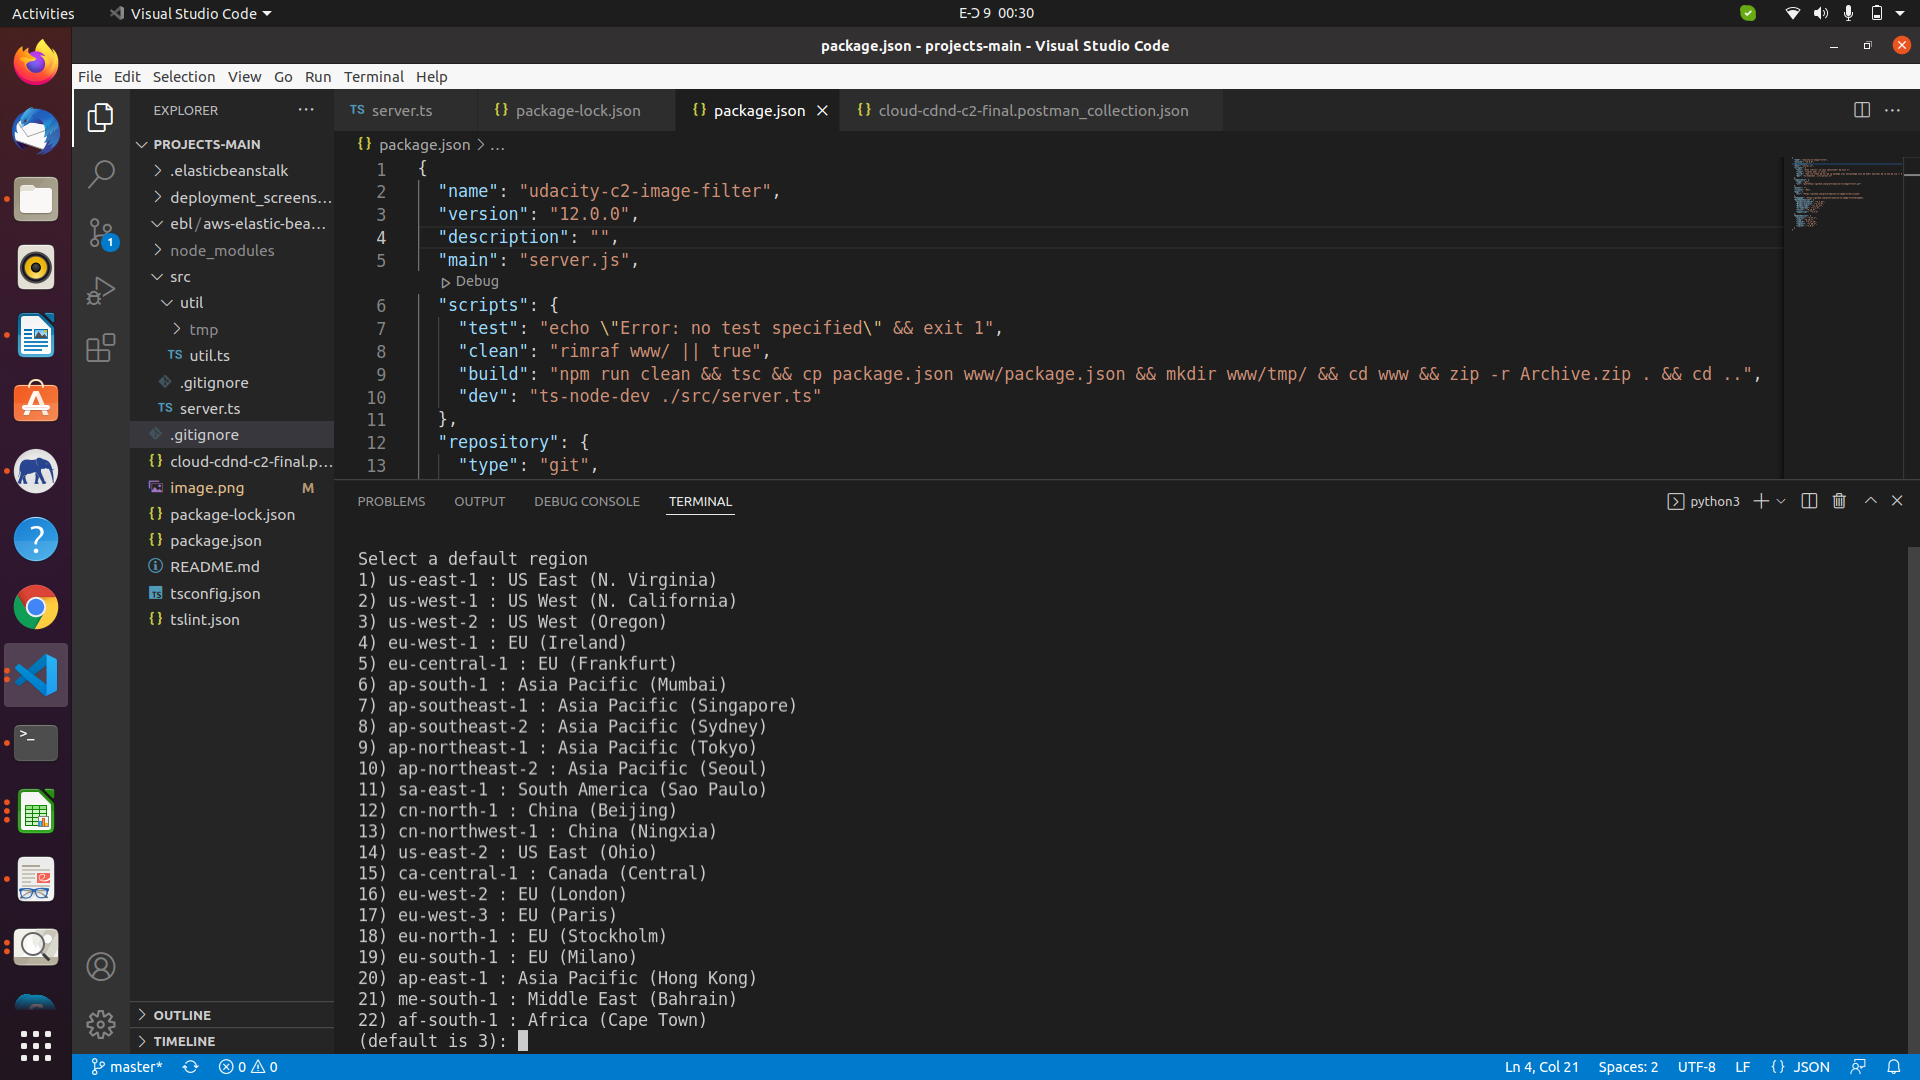 Activities
Visual Studio Code
E-Ɔ 9 00:30
package.json - projects-main - Visual Studio Code
File Edit Selection View Go Run Terminal Help
EXPLORER
PROJECTS-MAIN
.elasticbeanstalk
deployment_screens...
ebl/aws-elastic-bea...
node_modules
src
util
tmp
TS util.ts
.gitignore
TS server.ts
.gitignore
{} cloud-cdnd-c2-final.p...
image.png M
{} package-lock.json
{} package.json
README.md
TS tsconfig.json
{} tslint.json
OUTLINE
TIMELINE
1
TS server.ts
{} package-lock.json
{} package.json
{} cloud-cdnd-c2-final.postman_collection.json
{} package.json > ...
1 {
2 "name": "udacity-c2-image-filter",
3 "version": "12.0.0",
4 "description": "",
5 "main": "server.js",
Debug
6 "scripts": {
7 "test": "echo \"Error: no test specified\" && exit 1",
8 "clean": "rimraf www/ || true",
9 "build": "npm run clean && tsc && cp package.json www/package.json && mkdir www/tmp/ && cd www && zip -r Archive.zip . && cd ..",
10 "dev": "ts-node-dev ./src/server.ts"
11 },
12 "repository": {
13 "type": "git",
PROBLEMS OUTPUT DEBUG CONSOLE TERMINAL
python3
Select a default region
1) us-east-1 : US East (N. Virginia)
2) us-west-1 : US West (N. California)
3) us-west-2 : US West (Oregon)
4) eu-west-1 : EU (Ireland)
5) eu-central-1 : EU (Frankfurt)
6) ap-south-1 : Asia Pacific (Mumbai)
7) ap-southeast-1 : Asia Pacific (Singapore)
8) ap-southeast-2 : Asia Pacific (Sydney)
9) ap-northeast-1 : Asia Pacific (Tokyo)
10) ap-northeast-2 : Asia Pacific (Seoul)
11) sa-east-1 : South America (Sao Paulo)
12) cn-north-1 : China (Beijing)
13) cn-northwest-1 : China (Ningxia)
14) us-east-2 : US East (Ohio)
15) ca-central-1 : Canada (Central)
16) eu-west-2 : EU (London)
17) eu-west-3 : EU (Paris)
18) eu-north-1 : EU (Stockholm)
19) eu-south-1 : EU (Milano)
20) ap-east-1 : Asia Pacific (Hong Kong)
21) me-south-1 : Middle East (Bahrain)
22) af-south-1 : Africa (Cape Town)
(default is 3):
master* 0 0
Ln 4, Col 21 Spaces: 2 UTF-8 LF {} JSON